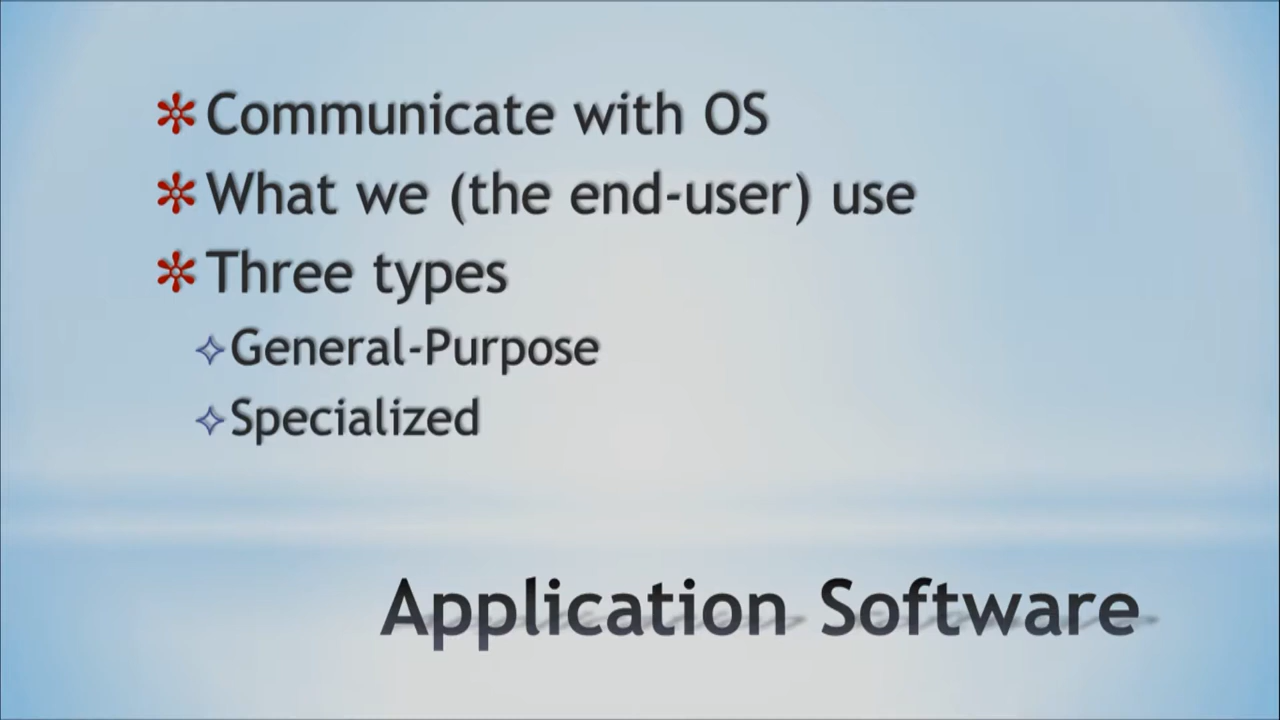 Communicate with OS
What we (the end-user) use
Three types
General-Purpose
Specialized
Application Software